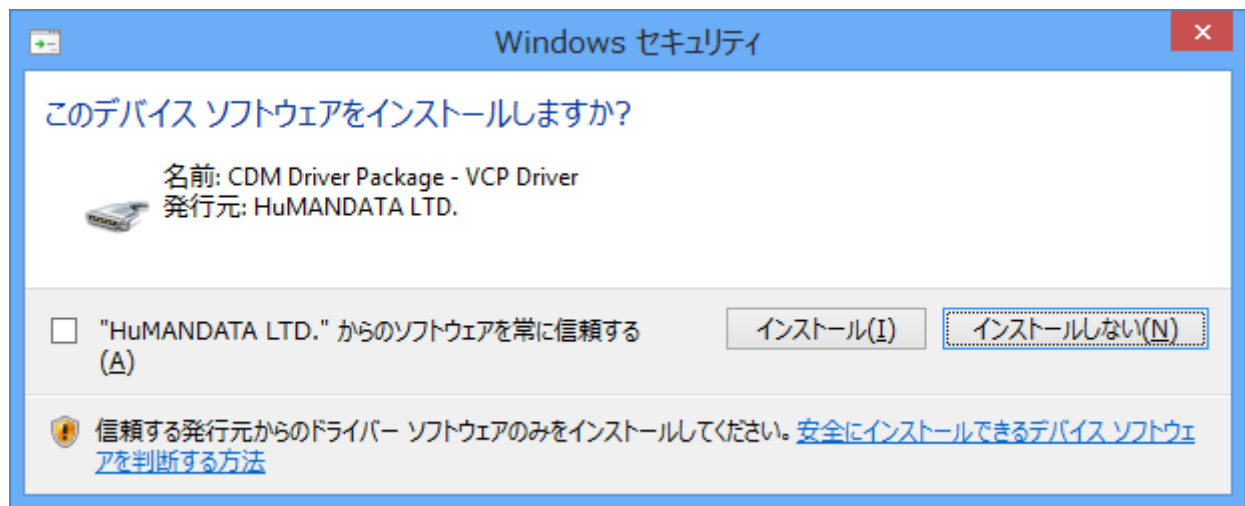 Windows セキュリティ
このデバイス ソフトウェアをインストールしますか?
名前: CDM Driver Package - VCP Driver
発行元: HuMANDATA LTD.
"HuMANDATA LTD." からのソフトウェアを常に信頼する
(A)
インストール(I)
インストールしない(N)
信頼する発行元からのドライバー ソフトウェアのみをインストールしてください。安全にインストールできるデバイス ソフトウェ
アを判断する方法